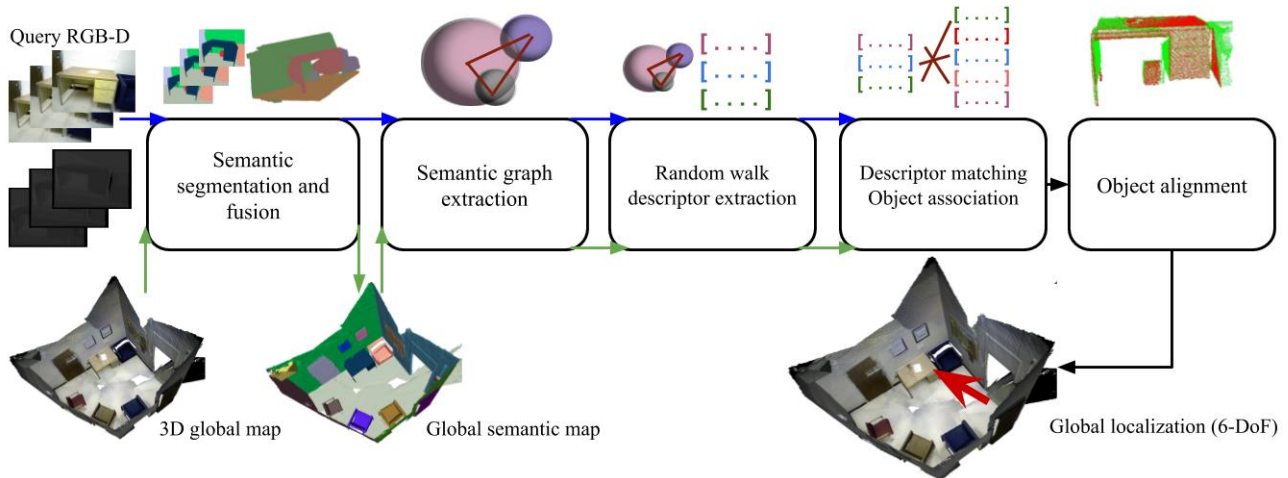 Query RGB-D
[ . . . . ]
[ . . . . ]
[ . . . . ]
[ . . . . ]
[ . . . . ]
[ . . . . ]
[ . . . . ]
[ . . . . ]
[ . . . . ]
[ . . . . ]
[ . . . . ]
Semantic
segmentation and
fusion
Semantic graph
extraction
Random walk
descriptor extraction
Descriptor matching
Object association
Object alignment
3D global map
Global semantic map
Global localization (6-DoF)